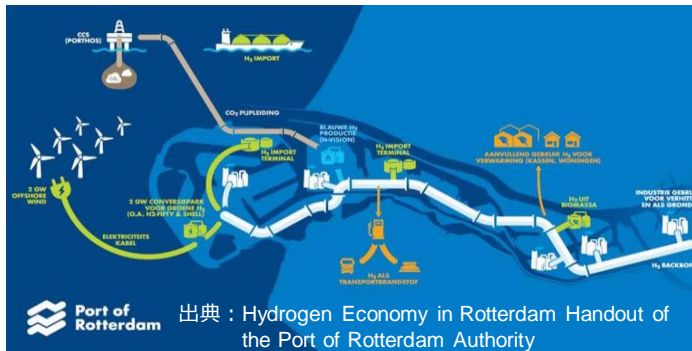 CCS
(PORTHOS)
CO₂
H₂ IMPORT
CO₂ PIJPLEIDING
BLAUWE H₂
PRODUCTIE
(H-VISION)
H₂ IMPORT
TERMINAL
H₂ IMPORT
TERMINAL
AANVULLEND GEBRUIK H₂ VOOR
VERWARMING (KASSEN, WONINGEN)
2 GW
OFFSHORE
WIND
2 GW CONVERSIEPARK
VOOR GROENE H₂
(O.A. H2-FIFTY & SHELL)
ELEKTRICITEITS
KABEL
H₂ UIT
BIOMASSA
INDUSTRIE GEBRU
VOOR VERHIT
EN ALS GROND
H₂ ALS
TRANSPORTBRANDSTOF
H₂ BACKBON
Port of
Rotterdam
出典：Hydrogen Economy in Rotterdam Handout of
the Port of Rotterdam Authority